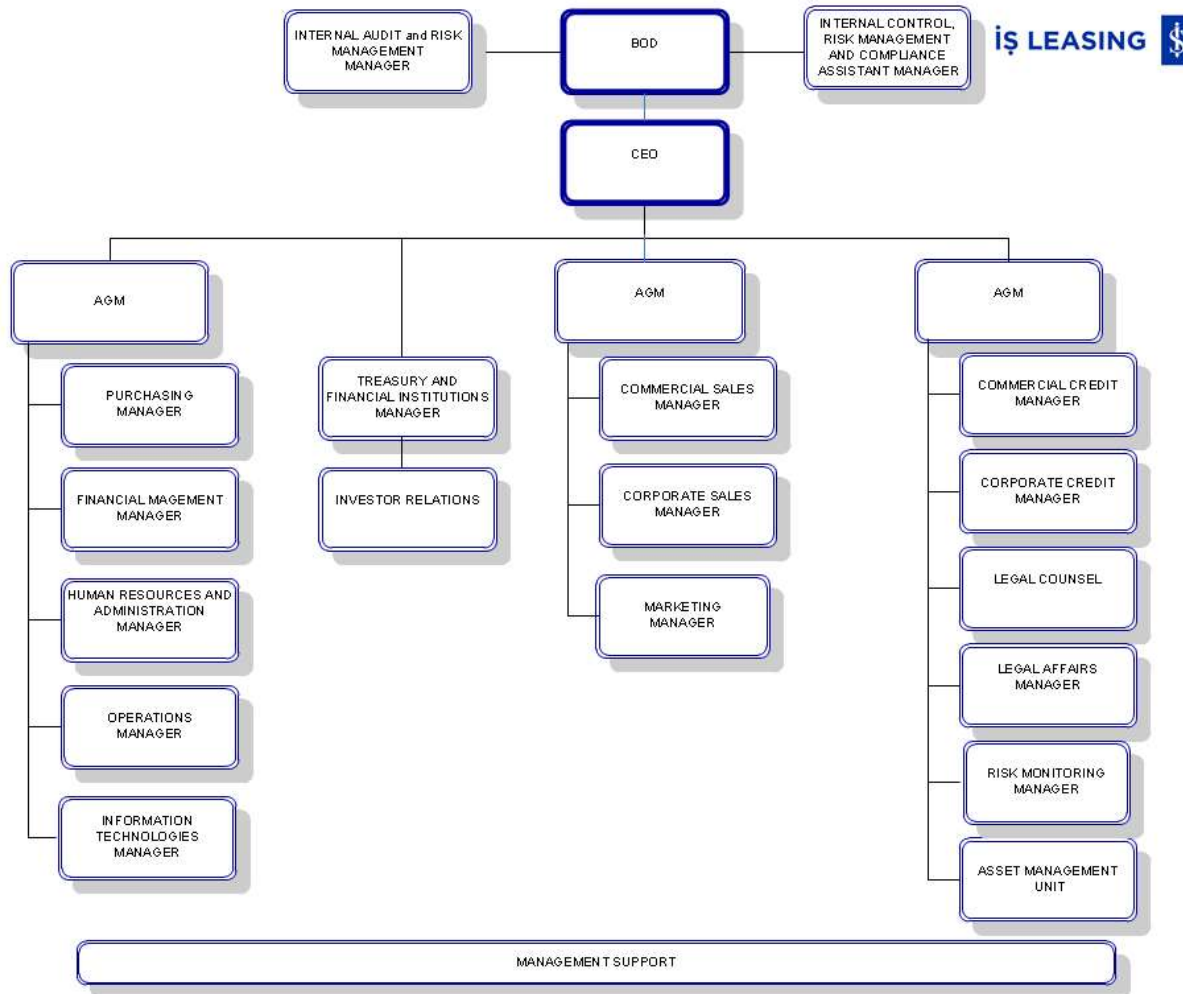 INTERNAL AUDIT and RISK
MANAGEMENT
MANAGER
BOD
INTERNAL CONTROL,
RISK MANAGEMENT
AND COMPLIANCE
ASSISTANT MANAGER
İŞ LEASING
CEO
AGM
AGM
AGM
PURCHASING
MANAGER
FINANCIAL MAGEMENT
MANAGER
HUMAN RESOURCES AND
ADMINISTRATION
MANAGER
OPERATIONS
MANAGER
INFORMATION
TECHNOLOGIES
MANAGER
TREASURY AND
FINANCIAL INSTITUTIONS
MANAGER
INVESTOR RELATIONS
COMMERCIAL SALES
MANAGER
CORPORATE SALES
MANAGER
MARKETING
MANAGER
COMMERCIAL CREDIT
MANAGER
CORPORATE CREDIT
MANAGER
LEGAL COUNSEL
LEGAL AFFAIRS
MANAGER
RISK MONITORING
MANAGER
ASSET MANAGEMENT
UNIT
MANAGEMENT SUPPORT